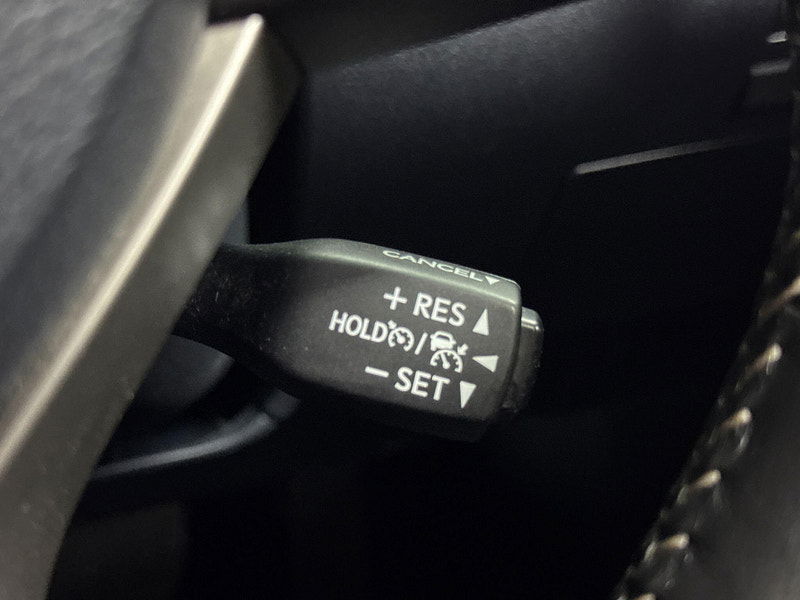 CANCEL
+ RES
HOLD /
- SET